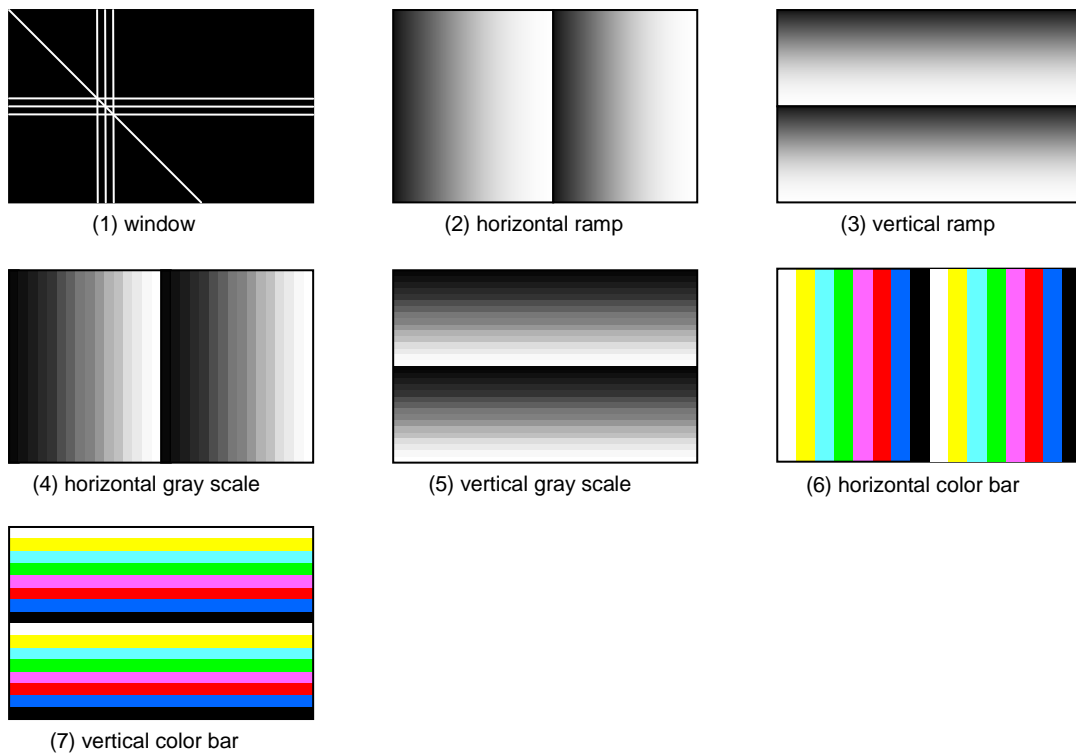 (1) window
(2) horizontal ramp
(3) vertical ramp
(4) horizontal gray scale
(5) vertical gray scale
(6) horizontal color bar
(7) vertical color bar